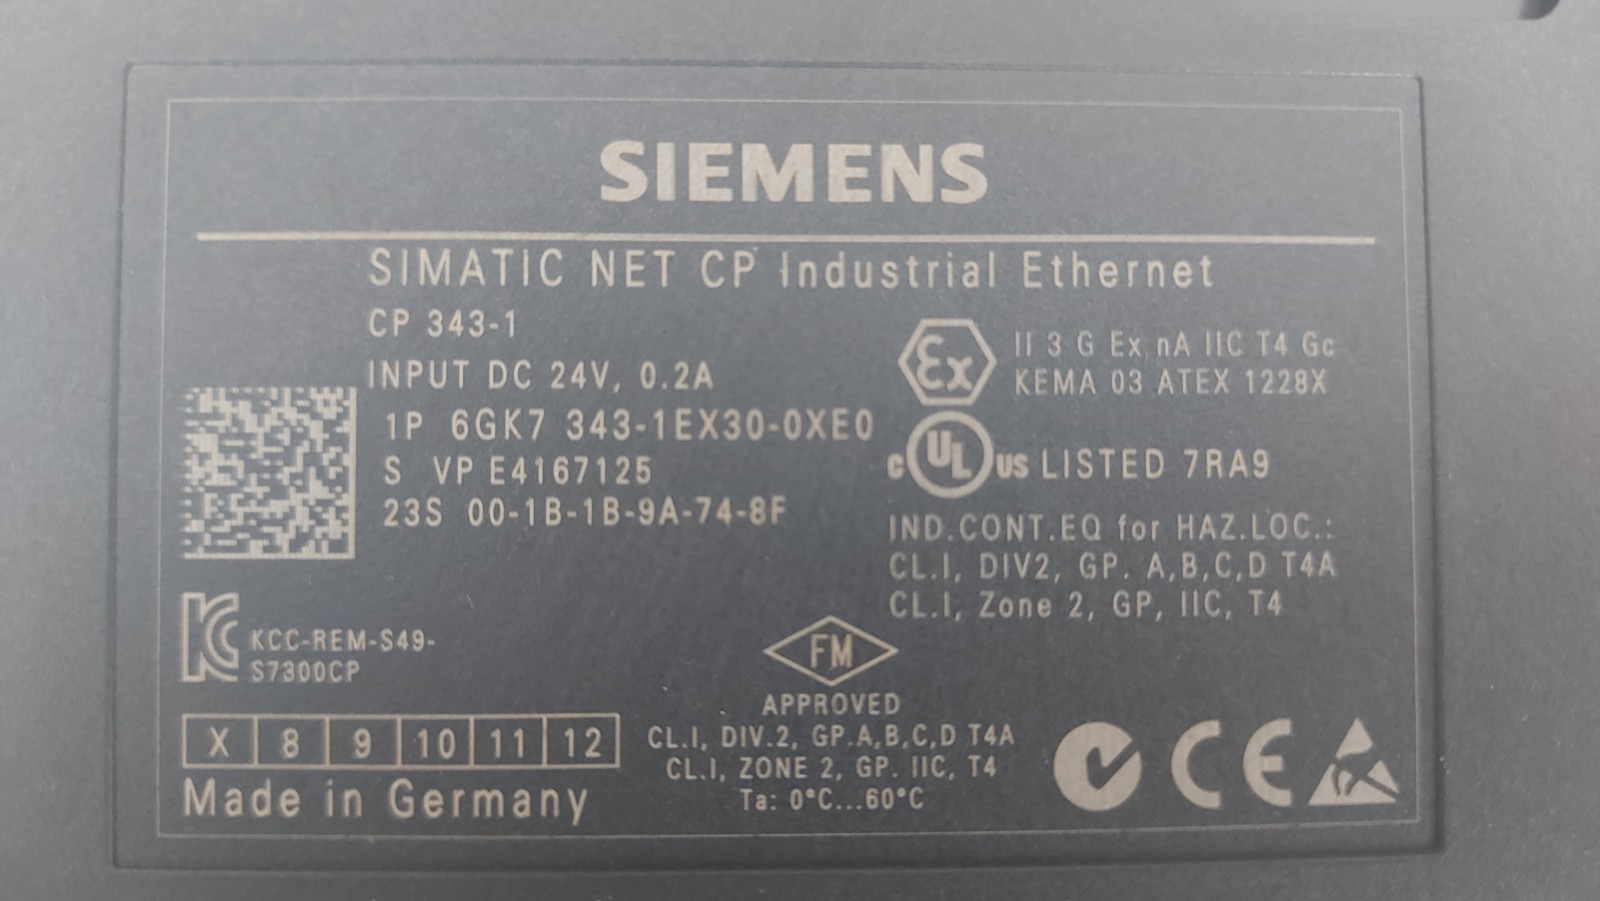 SIEMENS
SIMATIC NET CP Industrial Ethernet
CP 343-1
INPUT DC 24V, 0.2A
1P 6GK7 343-1EX30-0XE0
S VP E4167125
23S 00-1B-1B-9A-74-8F
Ex II 3 G Ex nA IIC T4 Gc
KEMA 03 ATEX 1228X
c UL us LISTED 7RA9
IND.CONT.EQ for HAZ.LOC.:
CL.I, DIV2, GP. A,B,C,D T4A
CL.I, Zone 2, GP, IIC, T4
KCC-REM-S49-
S7300CP
FM
APPROVED
CL.I, DIV.2, GP.A,B,C,D T4A
CL.I, ZONE 2, GP. IIC, T4
Ta: 0°C...60°C
X 8 9 10 11 12
Made in Germany
CE